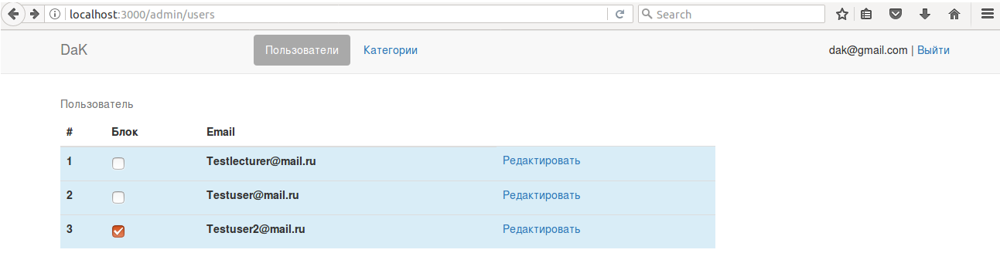 localhost:3000/admin/users Search
DaK Пользователи Категории dak@gmail.com | Выйти
Пользователь
# Блок Email
1 Testlecturer@mail.ru Редактировать
2 Testuser@mail.ru Редактировать
3 Testuser2@mail.ru Редактировать